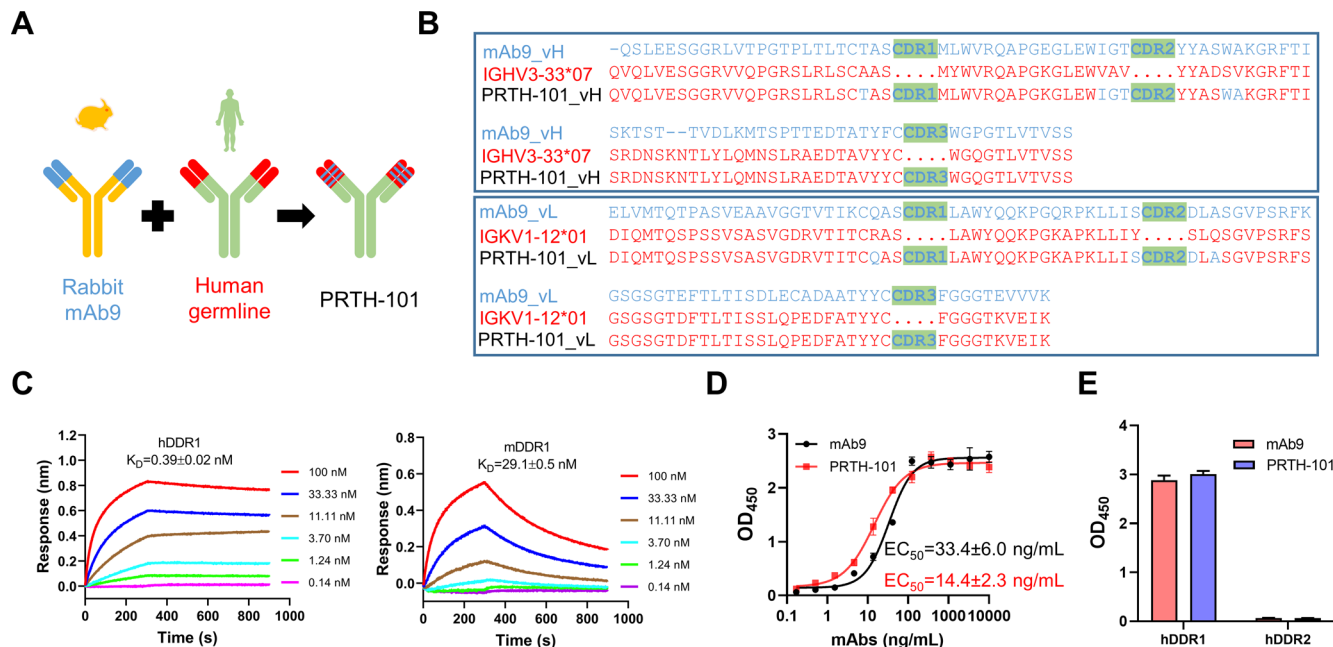 A
Rabbit
mAb9
Human
germline
PRTH-101
B
mAb9_vH -QSLEESGGRLVTPGTPLTLTCTASCDR1MLWVRQAPGEGLEWIGTCDR2YYASWAKGRFTI
IGHV3-33*07 QVQLVESGGRVVQPGRSLRLSCAAS....MYWVRQAPGKGLEWVAV....YYADSVKGRFTI
PRTH-101_vH QVQLVESGGRVVQPGRSLRLSCTASCDR1MLWVRQAPGKGLEWIGTCDR2YYASWAKGRFTI
mAb9_vH SKTST--TVDLKMTSPTTEDTATYFCCDR3WGPGTLVTVSS
IGHV3-33*07 SRDNSKNTLYLQMNSLRAEDTAVYYC....WGQGTLVTVSS
PRTH-101_vH SRDNSKNTLYLQMNSLRAEDTAVYYCCDR3WGQGTLVTVSS
mAb9_vL ELVMTQTPASVEAAVGGTVTIKCQASCDR1LAWYQQKPGQRPKLLISCDR2DLASGVPSRFK
IGKV1-12*01 DIQMTQSPSSVSASVGDRVTITCRAS....LAWYQQKPGKAPKLLIY....SLQSGVPSRFS
PRTH-101_vL DIQMTQSPSSVSASVGDRVTITCQASCDR1LAWYQQKPGKAPKLLISCDR2DLASGVPSRFS
mAb9_vL GSGSGTEFTLTISDLECADAATYYCCDR3FGGGTEVVVK
IGKV1-12*01 GSGSGTDFTLTISSLQPEDFATYYC....FGGGTKVEIK
PRTH-101_vL GSGSGTDFTLTISSLQPEDFATYYCCDR3FGGGTKVEIK
C
hDDR1
KD=0.39±0.02 nM
Response (nm)
1.2
1.0
0.8
0.6
0.4
0.2
0.0
0 200 400 600 800 1000
Time (s)
100 nM
33.33 nM
11.11 nM
3.70 nM
1.24 nM
0.14 nM
mDDR1
KD=29.1±0.5 nM
Response (nm)
0.8
0.6
0.4
0.2
-0.0
-0.2
0 200 400 600 800 1000
Time (s)
100 nM
33.33 nM
11.11 nM
3.70 nM
1.24 nM
0.14 nM
D
OD450
3
2
1
0
mAb9
PRTH-101
EC50=33.4±6.0 ng/mL
EC50=14.4±2.3 ng/mL
0.1 1 10 100 1000 10000
mAbs (ng/mL)
E
OD450
4
3
2
1
0
mAb9
PRTH-101
hDDR1 hDDR2